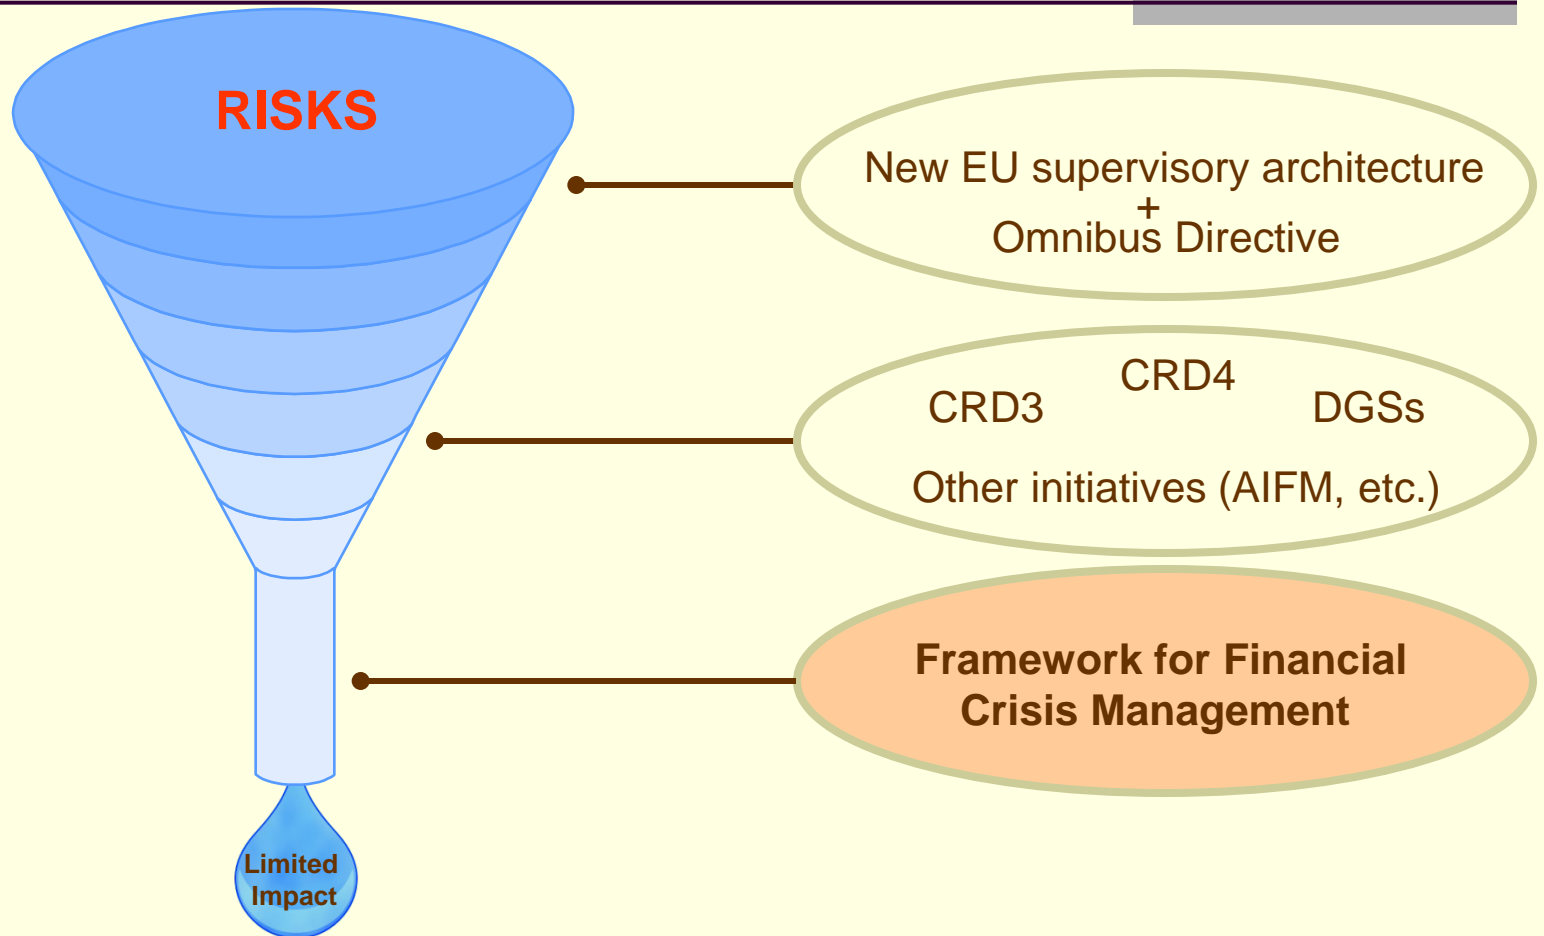 RISKS
New EU supervisory architecture
+
Omnibus Directive
CRD4
CRD3
DGSs
Other initiatives (AIFM, etc.)
Framework for Financial
Crisis Management
Limited
Impact